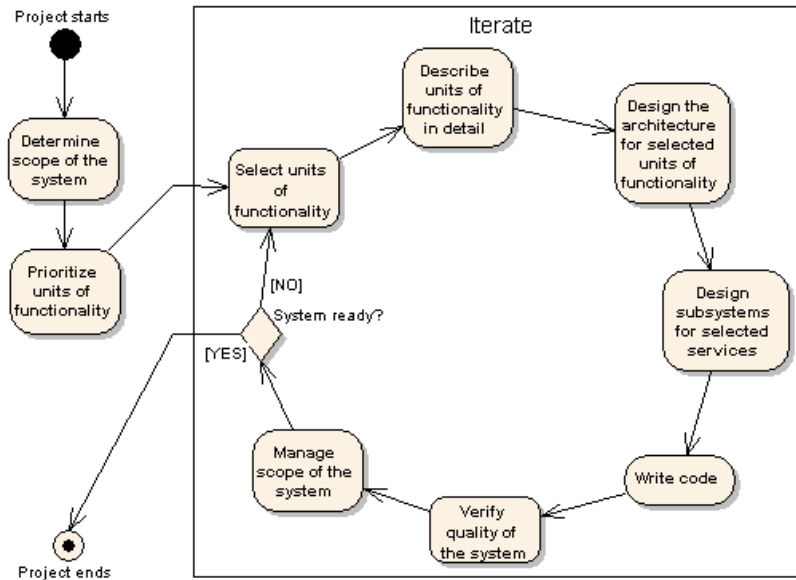 Project starts
Determine
scope of the
system
Prioritize
units of
functionality
Iterate
Select units
of
functionality
Describe
units of
functionality
in detail
Design the
architecture
for selected
units of
functionality
Design
subsystems
for selected
services
Write code
Verify
quality of
the system
Manage
scope of the
system
System ready?
[NO]
[YES]
Project ends